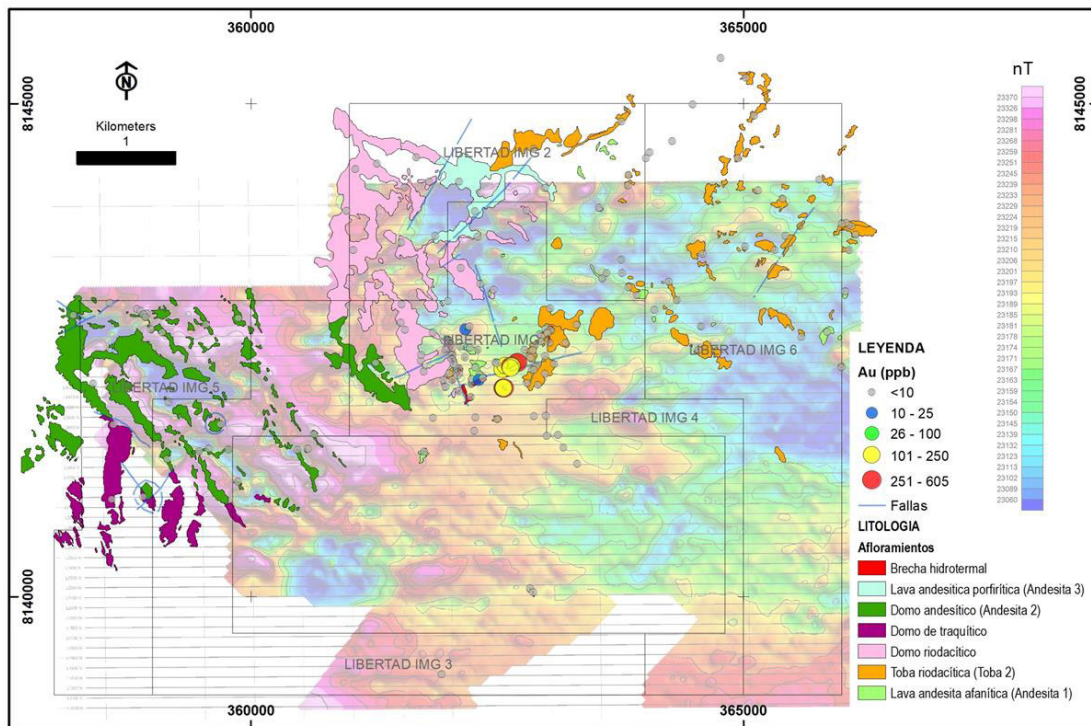 360000
365000
8145000
8145000
Kilometers
1
N
nT
23370
23326
23298
23281
23268
23259
23251
23245
23239
23233
23229
23224
23219
23215
23210
23206
23201
23197
23193
23189
23185
23181
23178
23174
23171
23167
23163
23159
23154
23150
23145
23139
23132
23123
23113
23102
23089
23060
LIBERTAD IMG 2
LIBERTAD IMG
LIBERTAD IMG 6
LIBERTAD IMG 5
LIBERTAD IMG 4
LIBERTAD IMG 3
LEYENDA
Au (ppb)
<10
10 - 25
26 - 100
101 - 250
251 - 605
Fallas
LITOLOGIA
Afloramientos
Brecha hidrotermal
Lava andesitica porfirítica (Andesita 3)
Domo andesítico (Andesita 2)
Domo de traquítico
Domo riodacítico
Toba riodacítica (Toba 2)
Lava andesita afanítica (Andesita 1)
8140000
360000
365000